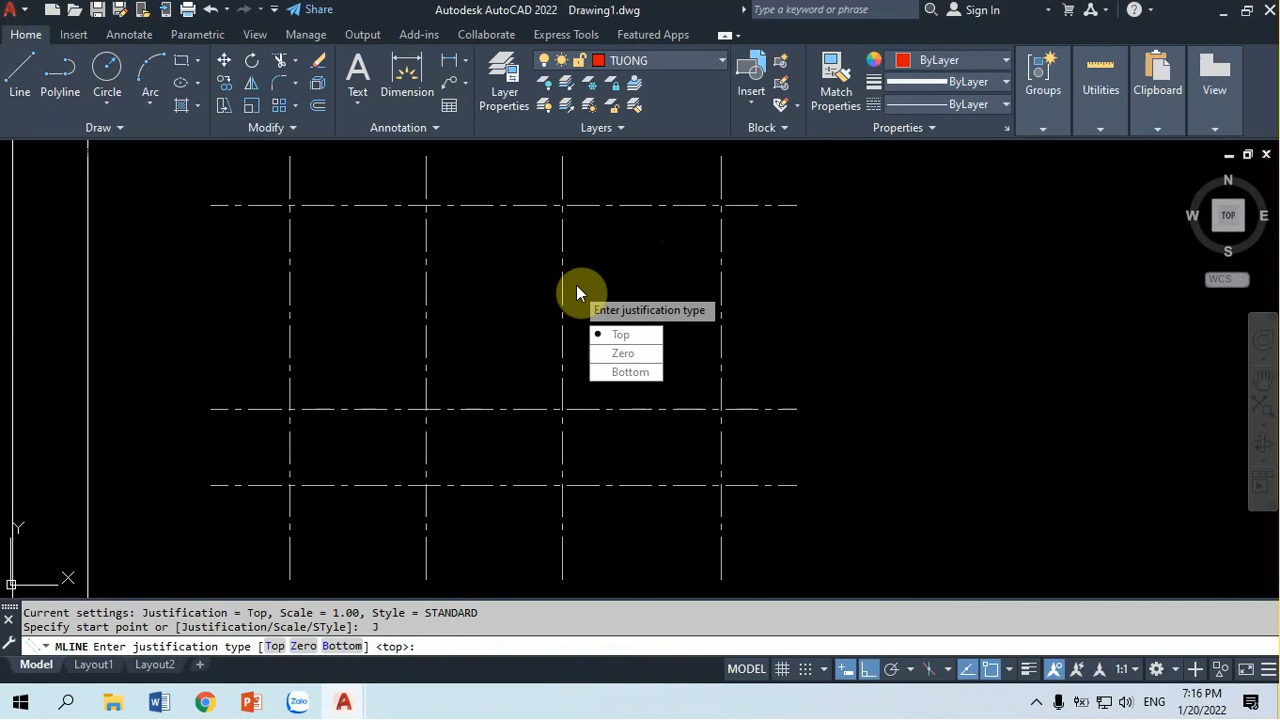 Share
Autodesk AutoCAD 2022 Drawing1.dwg
Type a keyword or phrase
Sign In
Home Insert Annotate Parametric View Manage Output Add-ins Collaborate Express Tools Featured Apps
Line Polyline Circle Arc
Text Dimension
Layer Properties
TUONG
Insert
Match Properties
ByLayer
ByLayer
ByLayer
Groups Utilities Clipboard View
Draw Modify Annotation Layers Block Properties
N
W TOP E
S
WCS
Enter justification type
Top
Zero
Bottom
Y
X
Current settings: Justification = Top, Scale = 1.00, Style = STANDARD
Specify start point or [Justification/Scale/STyle]: J
MLINE Enter justification type [Top Zero Bottom] <top>:
Model Layout1 Layout2 +
MODEL 1:1
W P Zalo A
ENG
7:16 PM
1/20/2022